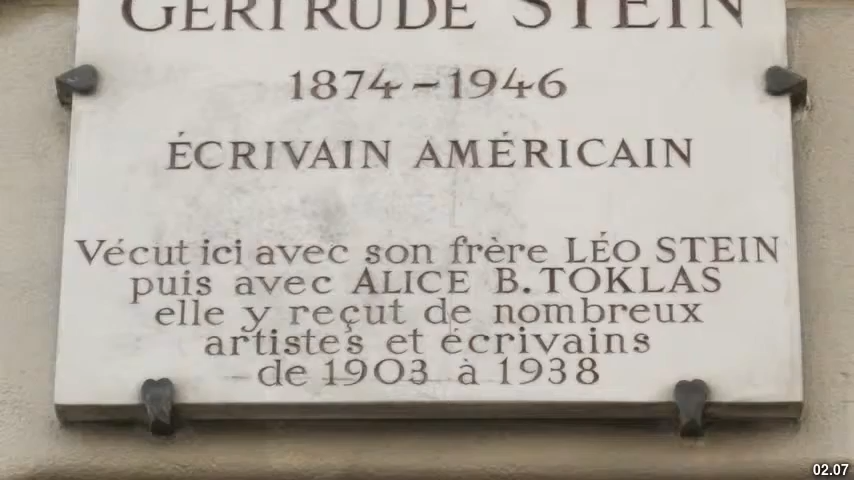 GERTRUDE STEIN
1874-1946
ÉCRIVAIN AMÉRICAIN
Vécut ici avec son frère LÉO STEIN
puis avec ALICE B. TOKLAS
elle y reçut de nombreux
artistes et écrivains
de 1903 à 1938
02.07